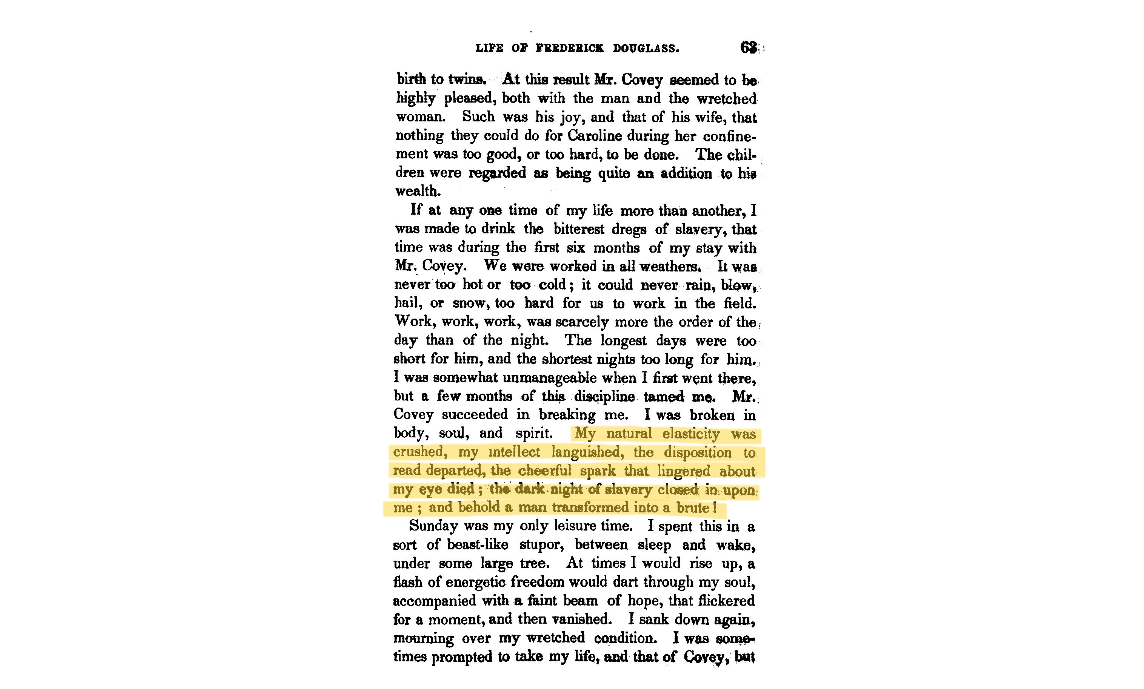 LIFE OF FREDERICK DOUGLASS. 63
birth to twins. At this result Mr. Covey seemed to be
highly pleased, both with the man and the wretched
woman. Such was his joy, and that of his wife, that
nothing they could do for Caroline during her confine-
ment was too good, or too hard, to be done. The chil-
dren were regarded as being quite an addition to his
wealth.
If at any one time of my life more than another, I
was made to drink the bitterest dregs of slavery, that
time was during the first six months of my stay with
Mr. Covey. We were worked in all weathers. It was
never too hot or too cold ; it could never rain, blow,
hail, or snow, too hard for us to work in the field.
Work, work, work, was scarcely more the order of the
day than of the night. The longest days were too
short for him, and the shortest nights too long for him.
I was somewhat unmanageable when I first went there,
but a few months of this discipline tamed me. Mr.
Covey succeeded in breaking me. I was broken in
body, soul, and spirit. My natural elasticity was
crushed, my intellect languished, the disposition to
read departed, the cheerful spark that lingered about
my eye died ; the dark night of slavery closed in upon
me ; and behold a man transformed into a brute !
Sunday was my only leisure time. I spent this in a
sort of beast-like stupor, between sleep and wake,
under some large tree. At times I would rise up, a
flash of energetic freedom would dart through my soul,
accompanied with a faint beam of hope, that flickered
for a moment, and then vanished. I sank down again,
mourning over my wretched condition. I was some-
times prompted to take my life, and that of Covey, but